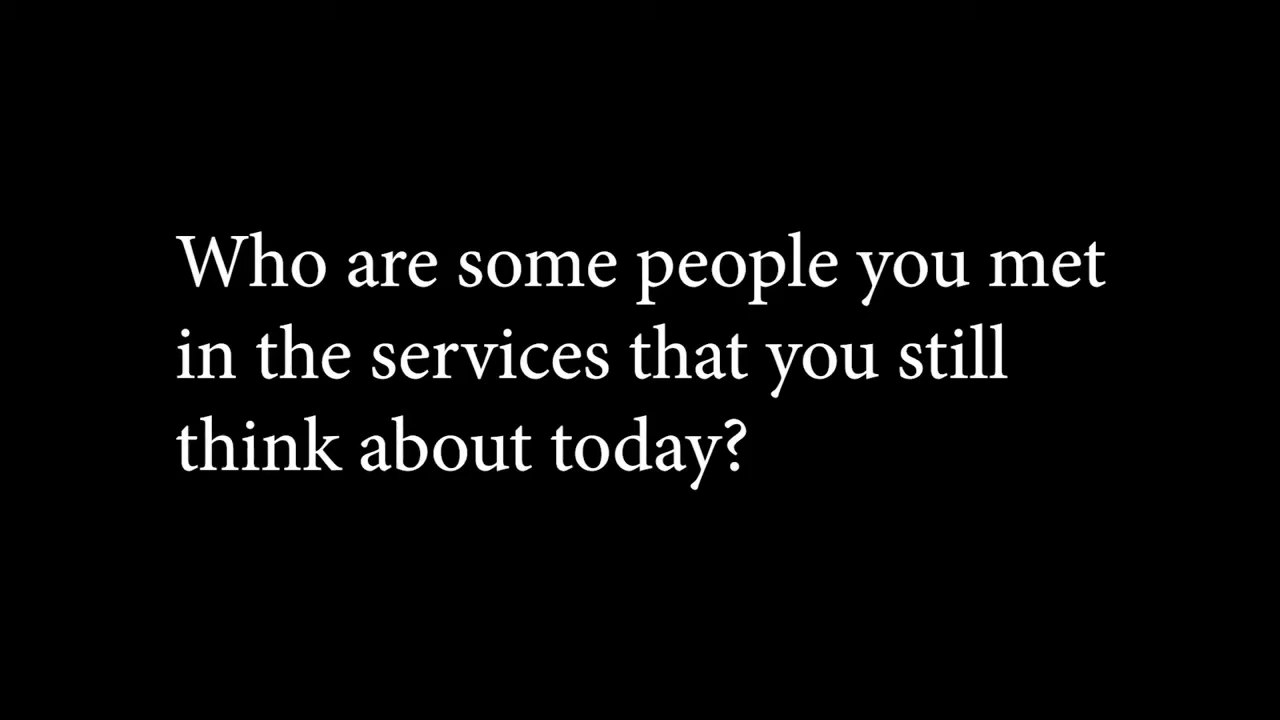 Who are some people you met
in the services that you still
think about today?